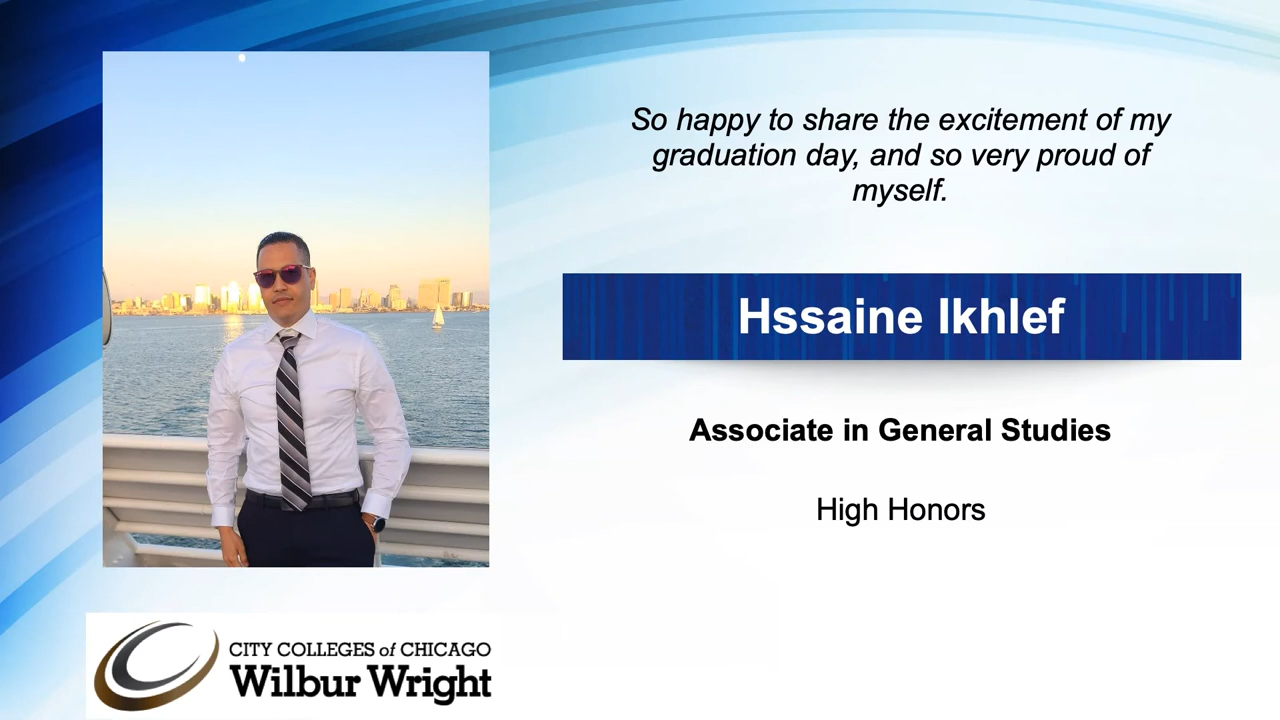 So happy to share the excitement of my
graduation day, and so very proud of
myself.
Hssaine Ikhlef
Associate in General Studies
High Honors
CITY COLLEGES of CHICAGO
Wilbur Wright